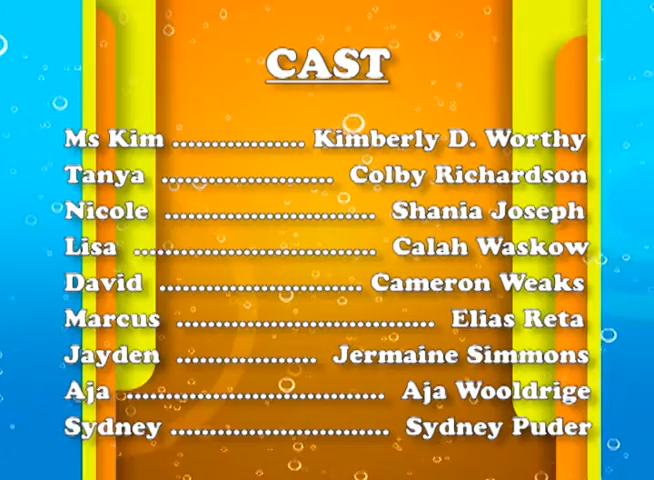 CAST
Ms Kim .................. Kimberly D. Worthy
Tanya ....................... Colby Richardson
Nicole ............................ Shania Joseph
Lisa ................................ Calah Waskow
David ........................... Cameron Weaks
Marcus .................................. Elias Reta
Jayden .................. Jermaine Simmons
Aja .................................. Aja Wooldrige
Sydney ............................. Sydney Puder